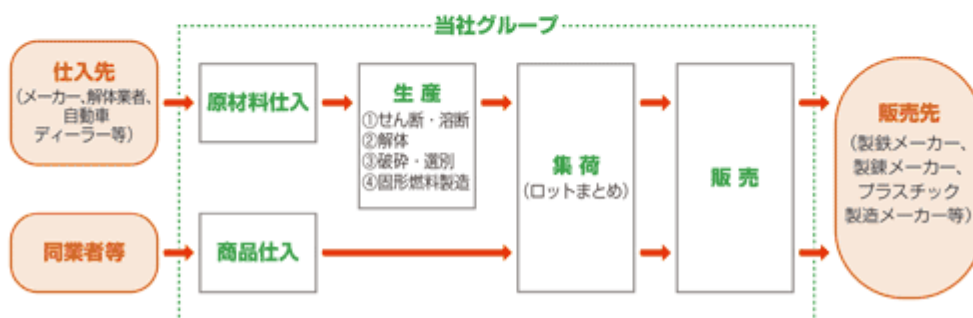 当社グループ
仕入先
(メーカー、解体業者、
自動車
ディーラー等)
原材料仕入
生産
①せん断・溶断
②解体
③破砕・選別
④固形燃料製造
集荷
(ロットまとめ)
販売
販売先
(製鉄メーカー、
製錬メーカー、
プラスチック
製造メーカー等)
同業者等
商品仕入